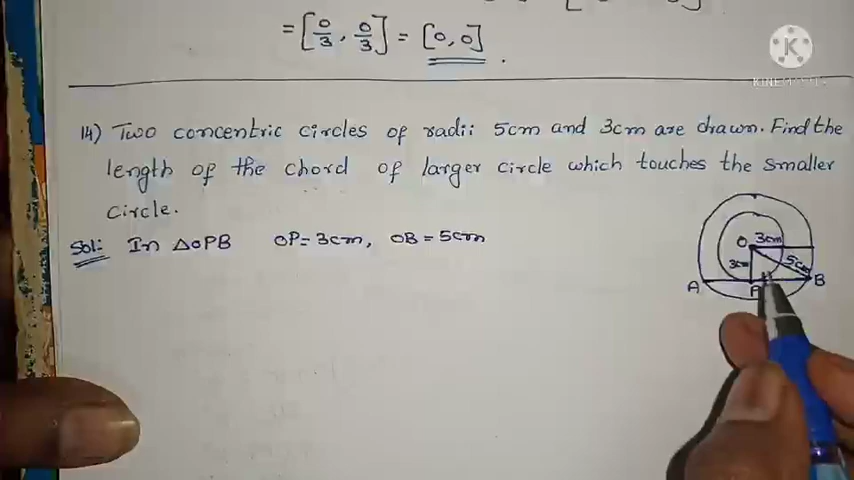 = [0/3, 0/3] = [0, 0].
K
KINEMASTER
14) Two concentric circles of radii 5cm and 3cm are drawn. Find the
length of the chord of larger circle which touches the smaller
circle.
Sol: In △OPB OP=3cm, OB=5cm
O 3cm
3cm 5cm
A B